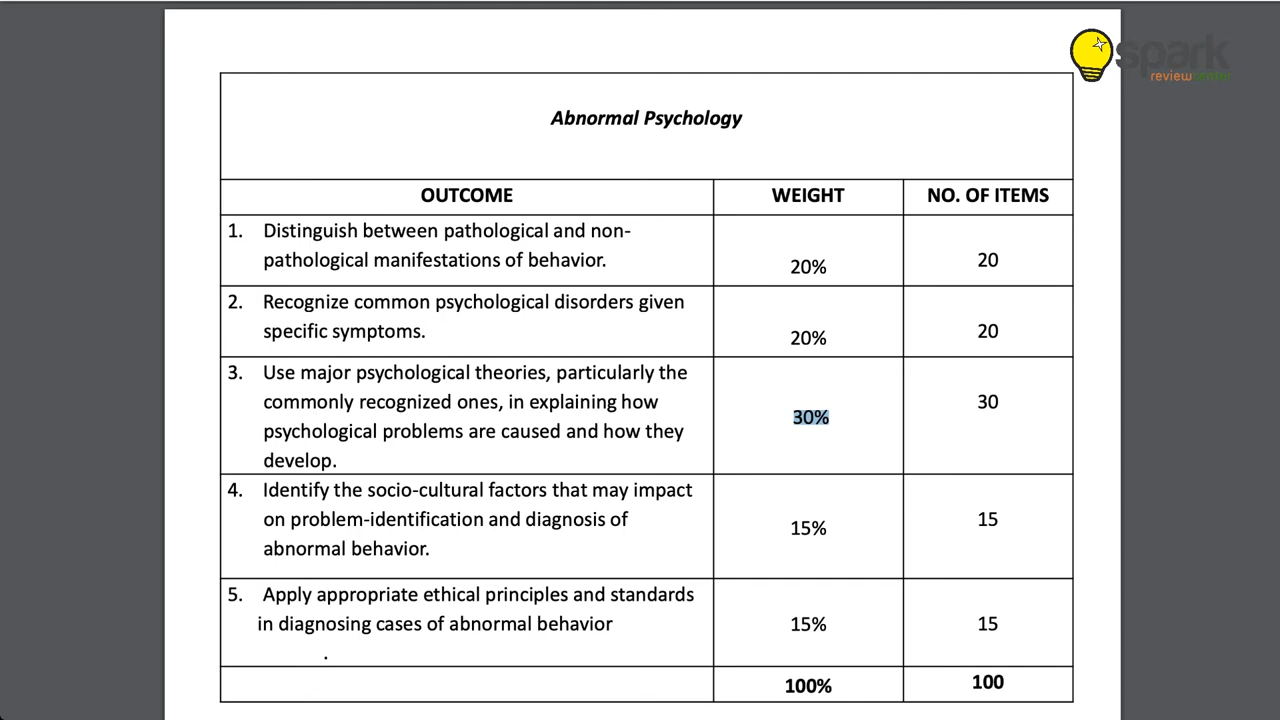 spark
reviewcenter
Abnormal Psychology
OUTCOME WEIGHT NO. OF ITEMS
1. Distinguish between pathological and non-
pathological manifestations of behavior. 20% 20
2. Recognize common psychological disorders given
specific symptoms. 20% 20
3. Use major psychological theories, particularly the
commonly recognized ones, in explaining how 30
psychological problems are caused and how they 30%
develop.
4. Identify the socio-cultural factors that may impact
on problem-identification and diagnosis of 15% 15
abnormal behavior.
5. Apply appropriate ethical principles and standards
in diagnosing cases of abnormal behavior 15% 15
.
100% 100